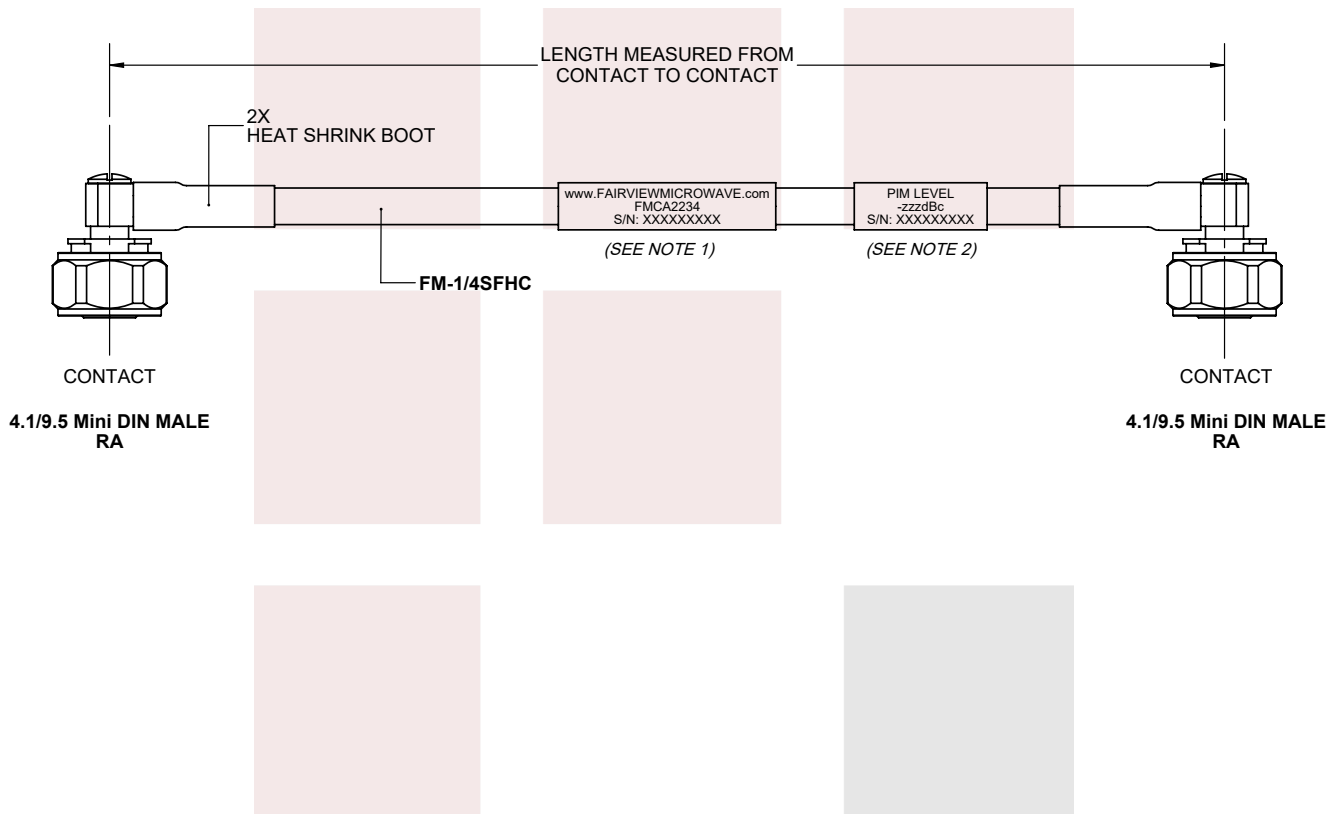 LENGTH MEASURED FROM
CONTACT TO CONTACT
2X
HEAT SHRINK BOOT
www.FAIRVIEWMICROWAVE.com
FMCA2234
S/N: XXXXXXXXX
PIM LEVEL
-zzzdBc
S/N: XXXXXXXXX
(SEE NOTE 1)
(SEE NOTE 2)
FM-1/4SFHC
CONTACT
4.1/9.5 Mini DIN MALE
RA
CONTACT
4.1/9.5 Mini DIN MALE
RA